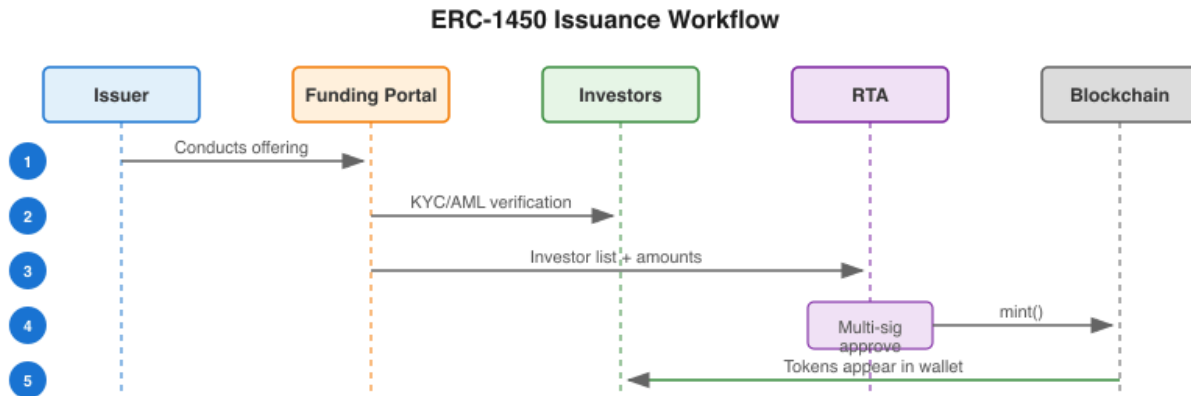 ERC-1450 Issuance Workflow
Issuer
Funding Portal
Investors
RTA
Blockchain
1
Conducts offering
2
KYC/AML verification
3
Investor list + amounts
4
Multi-sig
approve
mint()
5
Tokens appear in wallet